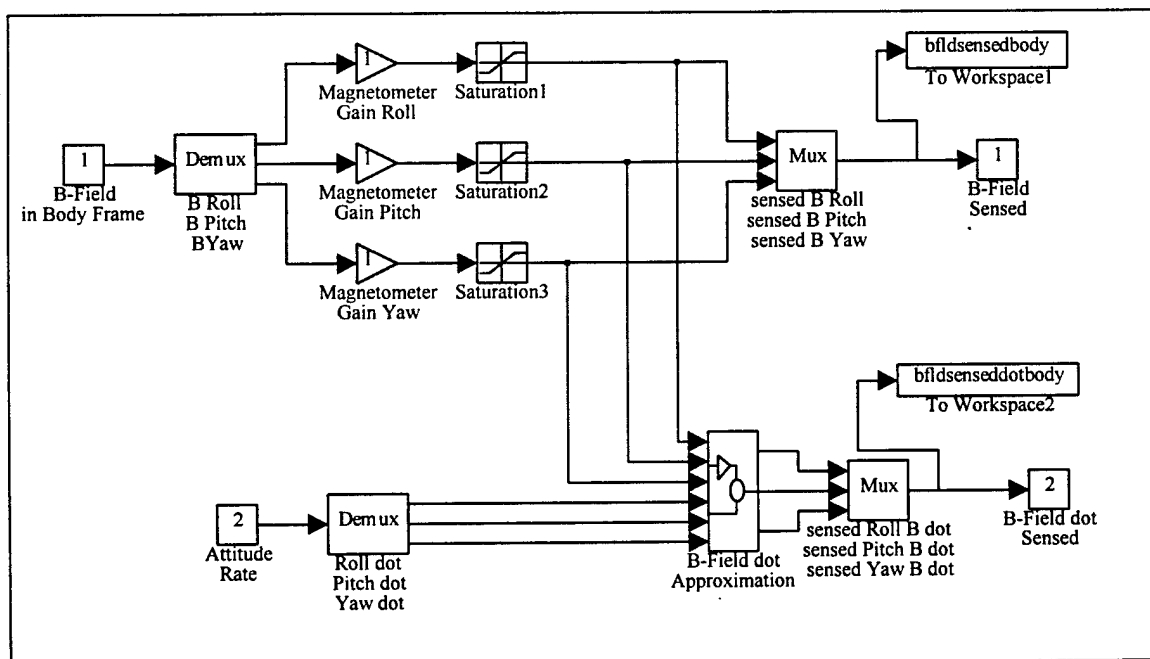 bfldsensedbody
To Workspace1
1
Magnetometer
Gain Roll
Saturation1
1
B-Field
in Body Frame
Demux
B Roll
B Pitch
BYaw
1
Magnetometer
Gain Pitch
Saturation2
Mux
sensed B Roll
sensed B Pitch
sensed B Yaw
1
B-Field
Sensed
1
Magnetometer
Gain Yaw
Saturation3
bfldsenseddotbody
To Workspace2
2
Attitude
Rate
Demux
Roll dot
Pitch dot
Yaw dot
B-Field dot
Approximation
Mux
sensed Roll B dot
sensed Pitch B dot
sensed Yaw B dot
2
B-Field dot
Sensed